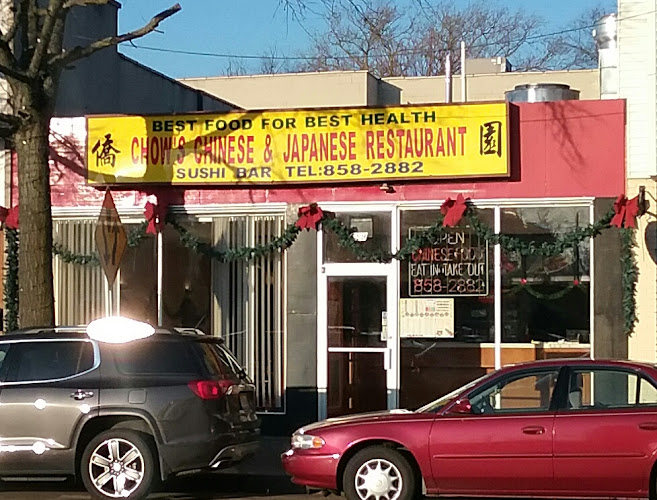 BEST FOOD FOR BEST HEALTH
僑 CHOW'S CHINESE & JAPANESE RESTAURANT 園
SUSHI BAR TEL:858-2882
OPEN
CHINESE FOOD
EAT IN TAKE OUT
858-2882
3